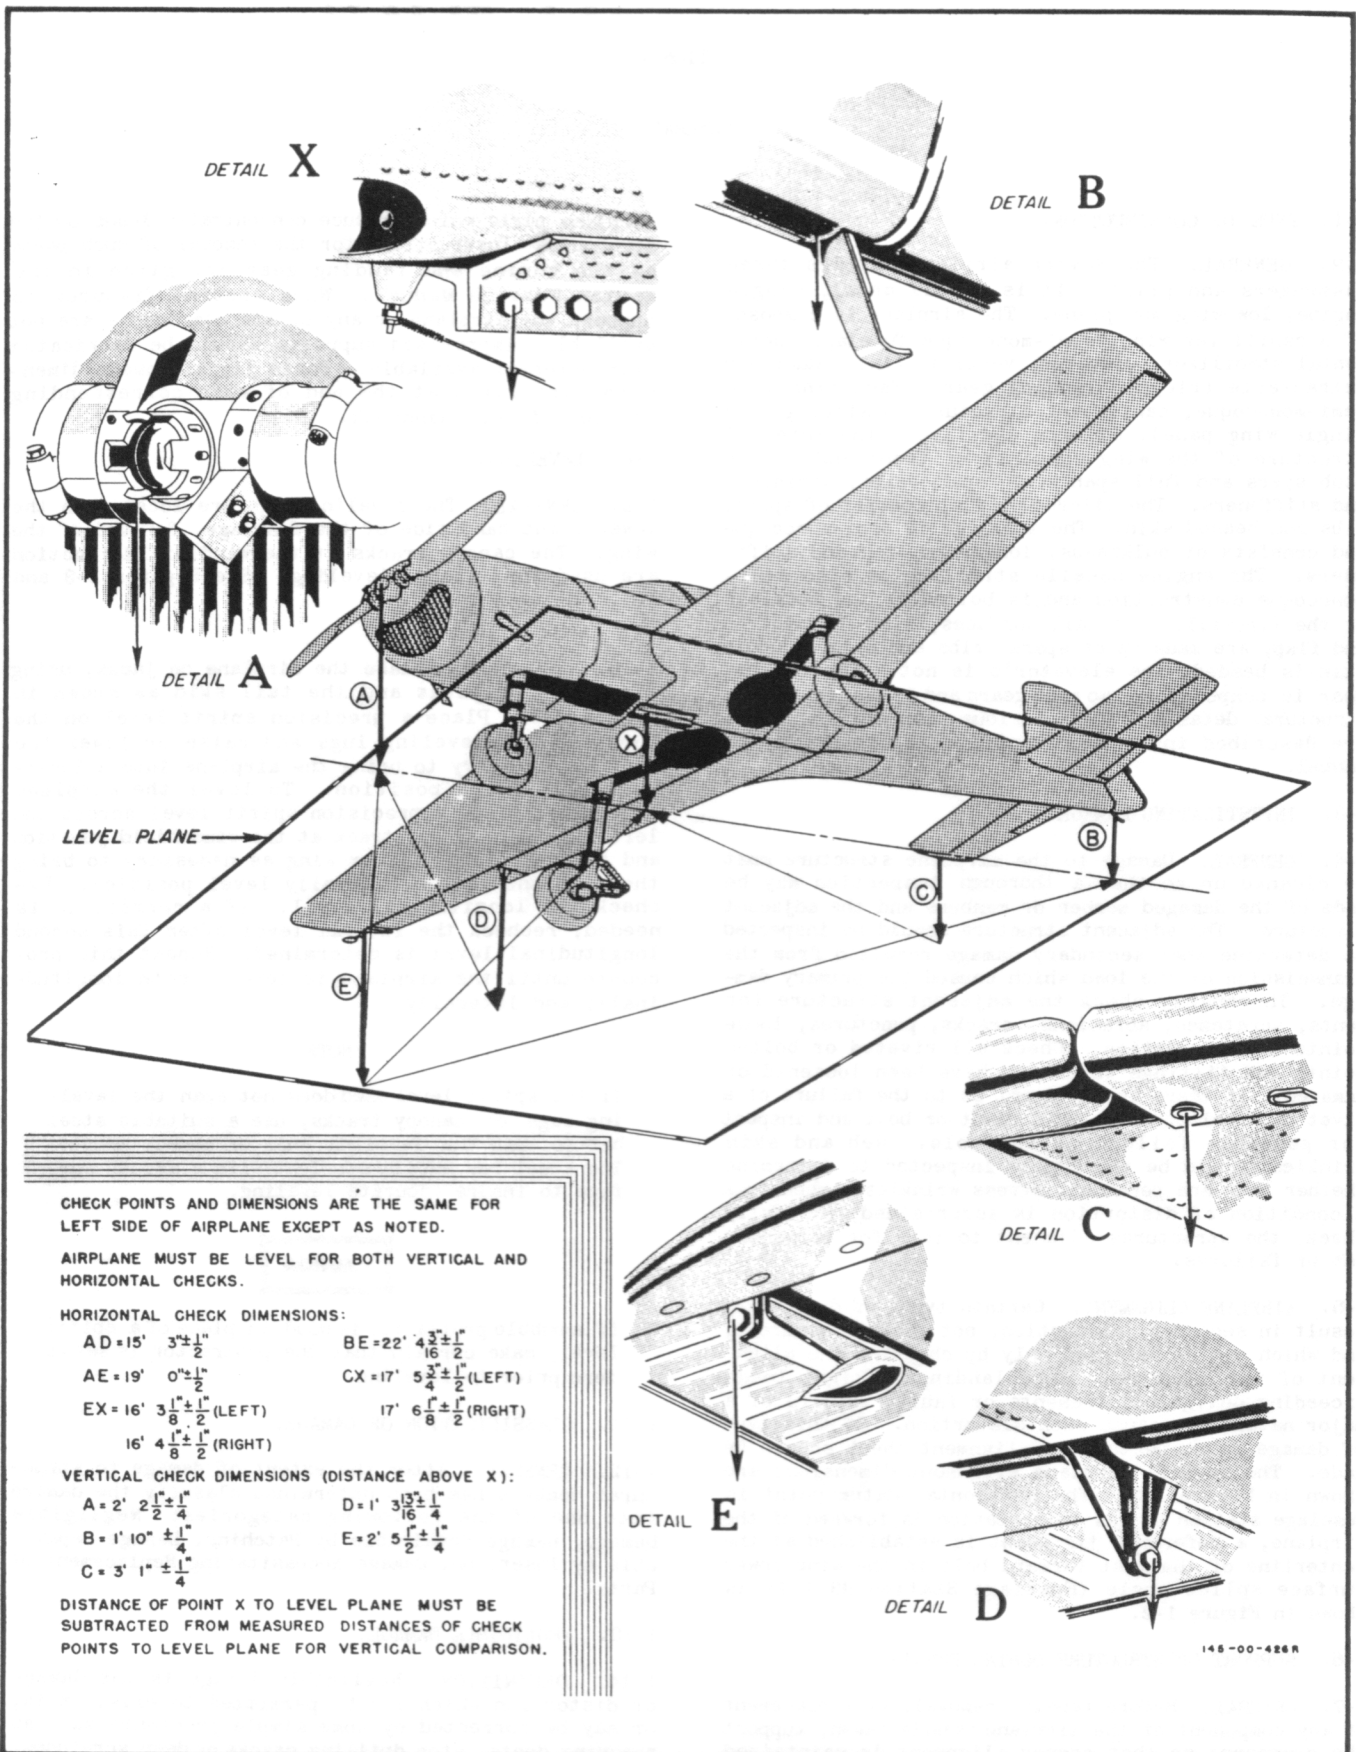 DETAIL X
DETAIL B
DETAIL A
A
X
LEVEL PLANE
B
C
D
E
DETAIL C
CHECK POINTS AND DIMENSIONS ARE THE SAME FOR
LEFT SIDE OF AIRPLANE EXCEPT AS NOTED.
AIRPLANE MUST BE LEVEL FOR BOTH VERTICAL AND
HORIZONTAL CHECKS.
HORIZONTAL CHECK DIMENSIONS:
AD = 15' 3" ± 1/2"
BE = 22' 4 3/16" ± 1/2"
AE = 19' 0" ± 1/2"
CX = 17' 5 3/4" ± 1/2" (LEFT)
EX = 16' 3 1/8" ± 1/2" (LEFT)
17' 6 1/8" ± 1/2" (RIGHT)
16' 4 1/8" ± 1/2" (RIGHT)
VERTICAL CHECK DIMENSIONS (DISTANCE ABOVE X):
A = 2' 2 1/2" ± 1/4"
D = 1' 3 13/16" ± 1/4"
B = 1' 10" ± 1/4"
E = 2' 5 1/2" ± 1/4"
C = 3' 1" ± 1/4"
DISTANCE OF POINT X TO LEVEL PLANE MUST BE
SUBTRACTED FROM MEASURED DISTANCES OF CHECK
POINTS TO LEVEL PLANE FOR VERTICAL COMPARISON.
DETAIL E
DETAIL D
145-00-426R